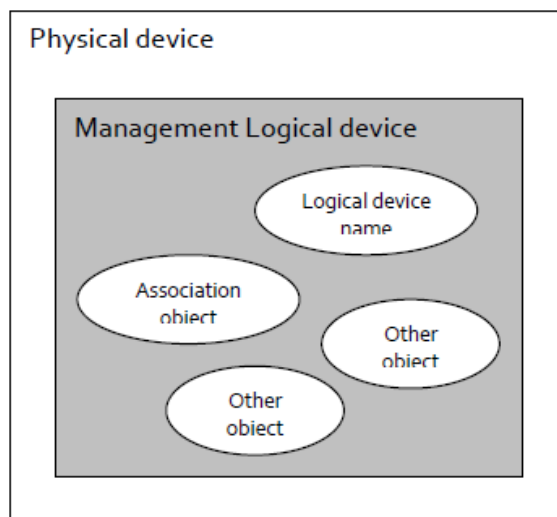 Physical device
Management Logical device
Logical device
name
Association
object
Other
object
Other
object